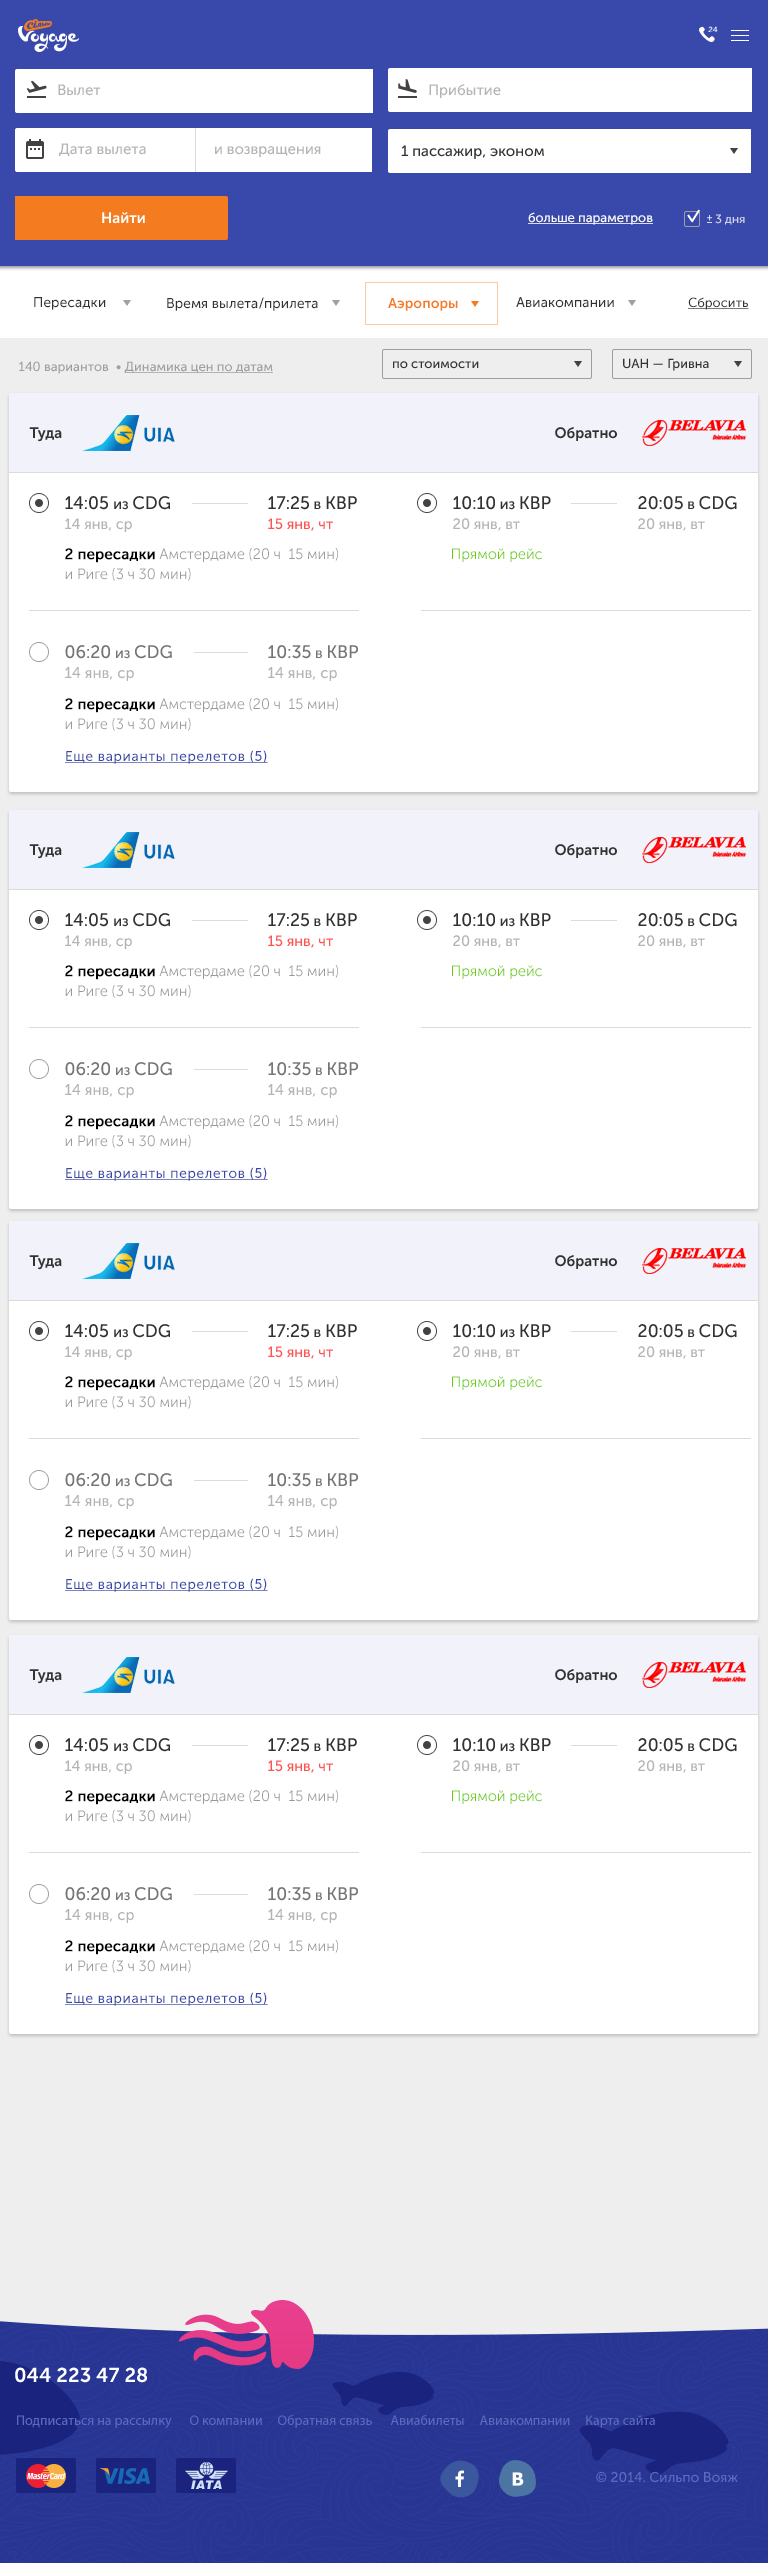 Voyage
24
Вылет
Прибытие
Дата вылета
и возвращения
1 пассажир, эконом
Найти
больше параметров
± 3 дня
Пересадки
Время вылета/прилета
Аэропоры
Авиакомпании
Сбросить
140 вариантов • Динамика цен по датам
по стоимости
UAH — Гривна
Туда UIA Обратно BELAVIA
Belarusian Airlines
14:05 из CDG 17:25 в KBP 10:10 из KBP 20:05 в CDG
14 янв, ср 15 янв, чт 20 янв, вт 20 янв, вт
2 пересадки Амстердаме (20 ч 15 мин) Прямой рейс
и Риге (3 ч 30 мин)
06:20 из CDG 10:35 в KBP
14 янв, ср 14 янв, ср
2 пересадки Амстердаме (20 ч 15 мин)
и Риге (3 ч 30 мин)
Еще варианты перелетов (5)
Туда UIA Обратно BELAVIA
Belarusian Airlines
14:05 из CDG 17:25 в KBP 10:10 из KBP 20:05 в CDG
14 янв, ср 15 янв, чт 20 янв, вт 20 янв, вт
2 пересадки Амстердаме (20 ч 15 мин) Прямой рейс
и Риге (3 ч 30 мин)
06:20 из CDG 10:35 в KBP
14 янв, ср 14 янв, ср
2 пересадки Амстердаме (20 ч 15 мин)
и Риге (3 ч 30 мин)
Еще варианты перелетов (5)
Туда UIA Обратно BELAVIA
Belarusian Airlines
14:05 из CDG 17:25 в KBP 10:10 из KBP 20:05 в CDG
14 янв, ср 15 янв, чт 20 янв, вт 20 янв, вт
2 пересадки Амстердаме (20 ч 15 мин) Прямой рейс
и Риге (3 ч 30 мин)
06:20 из CDG 10:35 в KBP
14 янв, ср 14 янв, ср
2 пересадки Амстердаме (20 ч 15 мин)
и Риге (3 ч 30 мин)
Еще варианты перелетов (5)
Туда UIA Обратно BELAVIA
Belarusian Airlines
14:05 из CDG 17:25 в KBP 10:10 из KBP 20:05 в CDG
14 янв, ср 15 янв, чт 20 янв, вт 20 янв, вт
2 пересадки Амстердаме (20 ч 15 мин) Прямой рейс
и Риге (3 ч 30 мин)
06:20 из CDG 10:35 в KBP
14 янв, ср 14 янв, ср
2 пересадки Амстердаме (20 ч 15 мин)
и Риге (3 ч 30 мин)
Еще варианты перелетов (5)
044 223 47 28
Подписаться на рассылку О компании Обратная связь Авиабилеты Авиакомпании Карта сайта
MasterCard VISA IATA f B © 2014. Сильпо Вояж